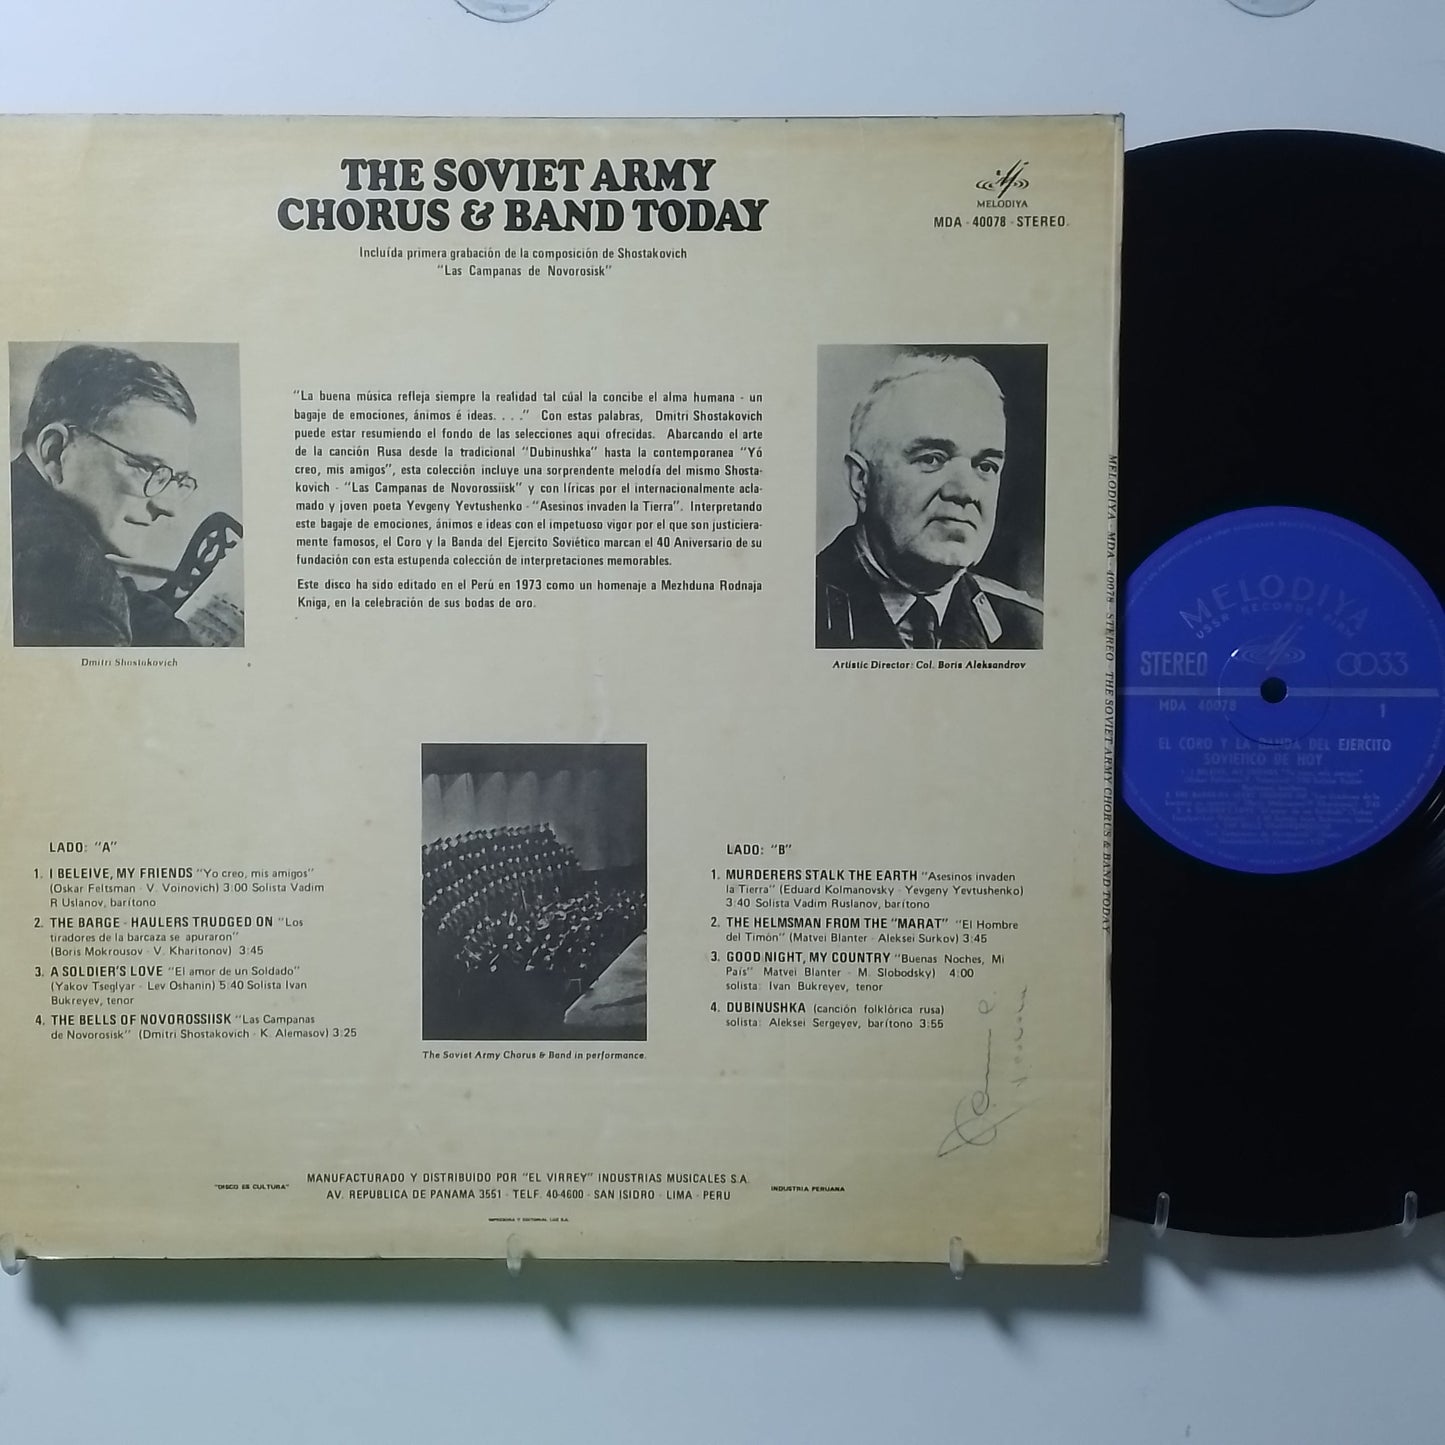 THE SOVIET ARMY
CHORUS & BAND TODAY
Incluída primera grabación de la composición de Shostakovich
"Las Campanas de Novorosisk"
MELODIYA
MDA - 40078 - STEREO.
"La buena música refleja siempre la realidad tal cúal la concibe el alma humana - un
bagaje de emociones, ánimos é ideas. . . ." Con estas palabras, Dmitri Shostakovich
puede estar resumiendo el fondo de las selecciones aqui ofrecidas. Abarcando el arte
de la canción Rusa desde la tradicional "Dubinushka" hasta la contemporanea "Yó
creo, mis amigos", esta colección incluye una sorprendente melodía del mismo Shosta-
kovich - "Las Campanas de Novorossiisk" y con líricas por el internacionalmente acla-
mado y joven poeta Yevgeny Yevtushenko - "Asesinos invaden la Tierra". Interpretando
este bagaje de emociones, ánimos e ideas con el impetuoso vigor por el que son justiciera-
mente famosos, el Coro y la Banda del Ejercito Soviético marcan el 40 Aniversario de su
fundación con esta estupenda colección de interpretaciones memorables.
Este disco ha sido editado en el Perú en 1973 como un homenaje a Mezhduna Rodnaja
Kniga, en la celebración de sus bodas de oro.
Dmitri Shostakovich
Artistic Director: Col. Boris Aleksandrov
LADO: "A"
1. I BELEIVE, MY FRIENDS "Yo creo, mis amigos"
(Oskar Feltsman - V. Voinovich) 3:00 Solista Vadim
R Uslanov, barítono
2. THE BARGE - HAULERS TRUDGED ON "Los
tiradores de la barcaza se apuraron"
(Boris Mokrousov - V. Kharitonov) 3:45
3. A SOLDIER'S LOVE "El amor de un Soldado"
(Yakov Tseglyar - Lev Oshanin) 5:40 Solista Ivan
Bukreyev, tenor
4. THE BELLS OF NOVOROSSIISK "Las Campanas
de Novorosisk" (Dmitri Shostakovich - K. Alemasov) 3:25
The Soviet Army Chorus & Band in performance.
LADO: "B"
1. MURDERERS STALK THE EARTH "Asesinos invaden
la Tierra" (Eduard Kolmanovsky - Yevgeny Yevtushenko)
3:40 Solista Vadim Ruslanov, barítono
2. THE HELMSMAN FROM THE "MARAT" "El Hombre
del Timón" (Matvei Blanter - Aleksei Surkov) 3:45
3. GOOD NIGHT, MY COUNTRY "Buenas Noches, Mi
País" Matvei Blanter - M. Slobodsky) 4:00
solista: Ivan Bukreyev, tenor
4. DUBINUSHKA (canción folklórica rusa)
solista: Aleksei Sergeyev, barítono 3:55
"DISCO ES CULTURA"
MANUFACTURADO Y DISTRIBUIDO POR "EL VIRREY" INDUSTRIAS MUSICALES S.A.
AV. REPUBLICA DE PANAMA 3551 - TELF. 40-4600 - SAN ISIDRO - LIMA - PERU
INDUSTRIA PERUANA
IMPRESORA Y EDITORIAL LUZ S.A.
MELODIYA - MDA - 40078 - STEREO - THE SOVIET ARMY CHORUS & BAND TODAY
MELODIYA
USSR RECORDS FIRM
STEREO
33
MDA 40078
1
EL CORO Y LA BANDA DEL EJERCITO
SOVIETICO DE HOY